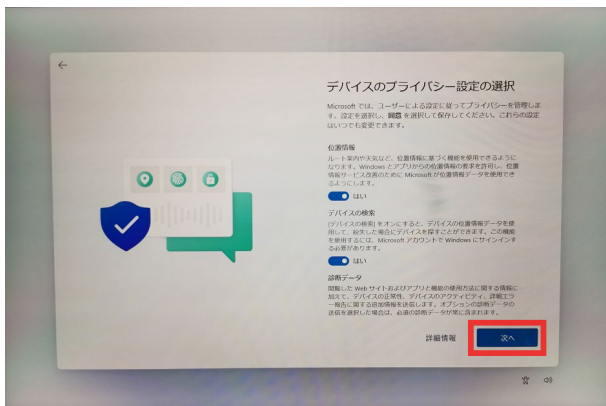 デバイスのプライバシー設定の選択
Microsoft では、ユーザーによる設定に従ってプライバシーを管理しま
す。設定を選択し、同意 を選択して保存してください。これらの設定
はいつでも変更できます。
位置情報
ルート案内や天気など、位置情報に基づく機能を使用できるように
なります。Windows とアプリからの位置情報の要求を許可し、位置
情報サービス改善のために Microsoft が位置情報データを使用でき
るようにします。
はい
デバイスの検索
[デバイスの検索] をオンにすると、デバイスの位置情報データを使
用して、紛失した場合にデバイスを探すことができます。この機能
を使用するには、Microsoft アカウントで Windows にサインインす
る必要があります。
はい
診断データ
閲覧した Web サイトおよびアプリと機能の使用方法に関する情報に
加えて、デバイスの正常性、デバイスのアクティビティ、詳細エラ
ー報告に関する追加情報を送信します。オプションの診断データの
送信を選択した場合は、必須の診断データが常に含まれます。
詳細情報
次へ